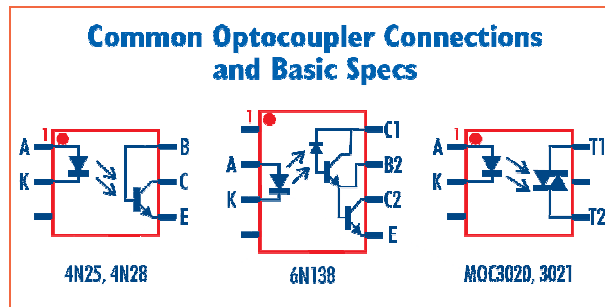 Common Optocoupler Connections
and Basic Specs
1
A
K
B
C
E
4N25, 4N28
1
A
K
C1
B2
C2
E
6N138
1
A
K
T1
T2
MOC3020, 3021